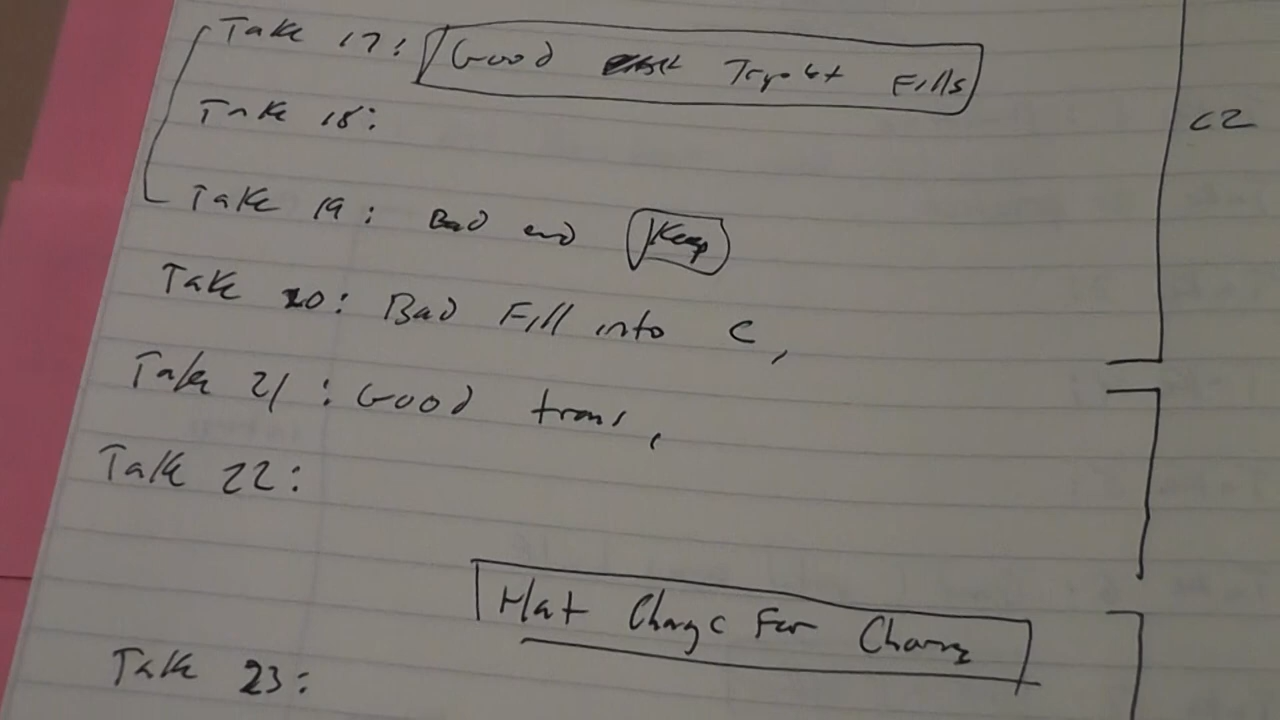 Take 17: Good Triplet Fills
Take 18:
C2
Take 19: Bad end Keep
Take 20: Bad Fill into C,
Take 21: Good trans,
Take 22:
Hat Change For Chorus
Take 23: